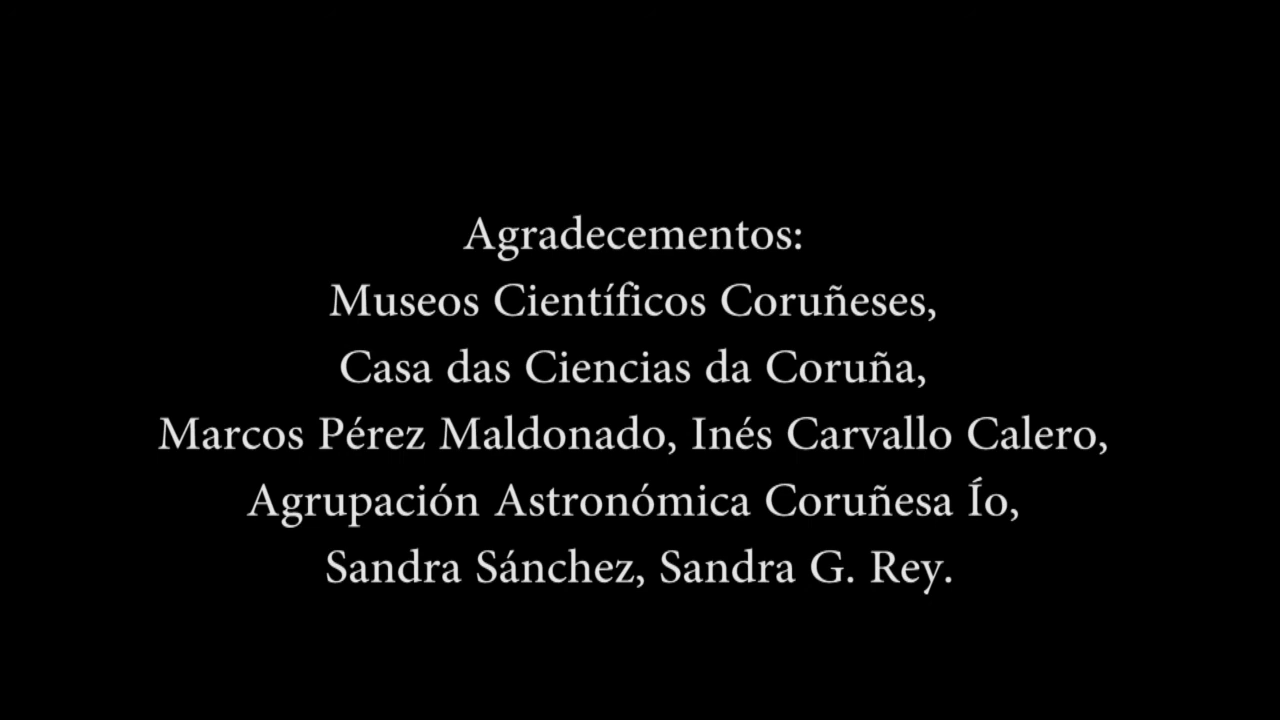 Agradecementos:
Museos Científicos Coruñeses,
Casa das Ciencias da Coruña,
Marcos Pérez Maldonado, Inés Carvallo Calero,
Agrupación Astronómica Coruñesa Ío,
Sandra Sánchez, Sandra G. Rey.